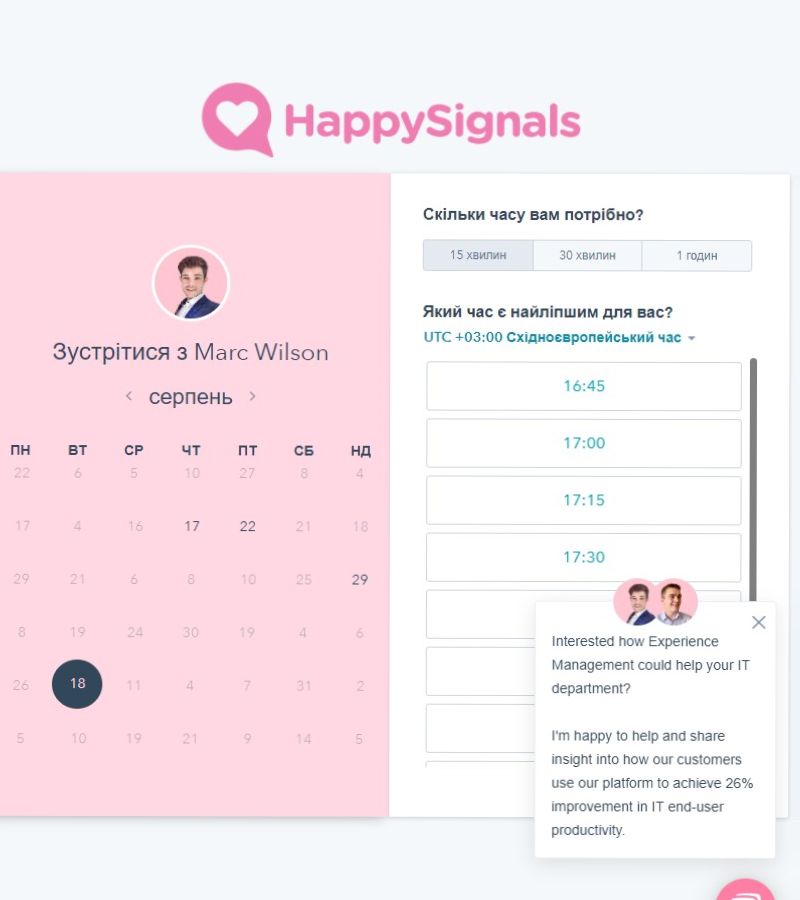 HappySignals
Зустрітися з Marc Wilson
серпень
ПН ВТ СР ЧТ ПТ СБ НД
22 6 5 10 27 8 4
17 4 16 17 22 21 18
29 21 6 8 10 25 29
8 19 24 30 19 4 6
26 18 11 4 7 31 2
5 10 19 21 9 14 5
Скільки часу вам потрібно?
15 хвилин 30 хвилин 1 годин
Який час є найліпшим для вас?
UTC +03:00 Східноєвропейський час
16:45
17:00
17:15
17:30
Interested how Experience
Management could help your IT
department?
I'm happy to help and share
insight into how our customers
use our platform to achieve 26%
improvement in IT end-user
productivity.